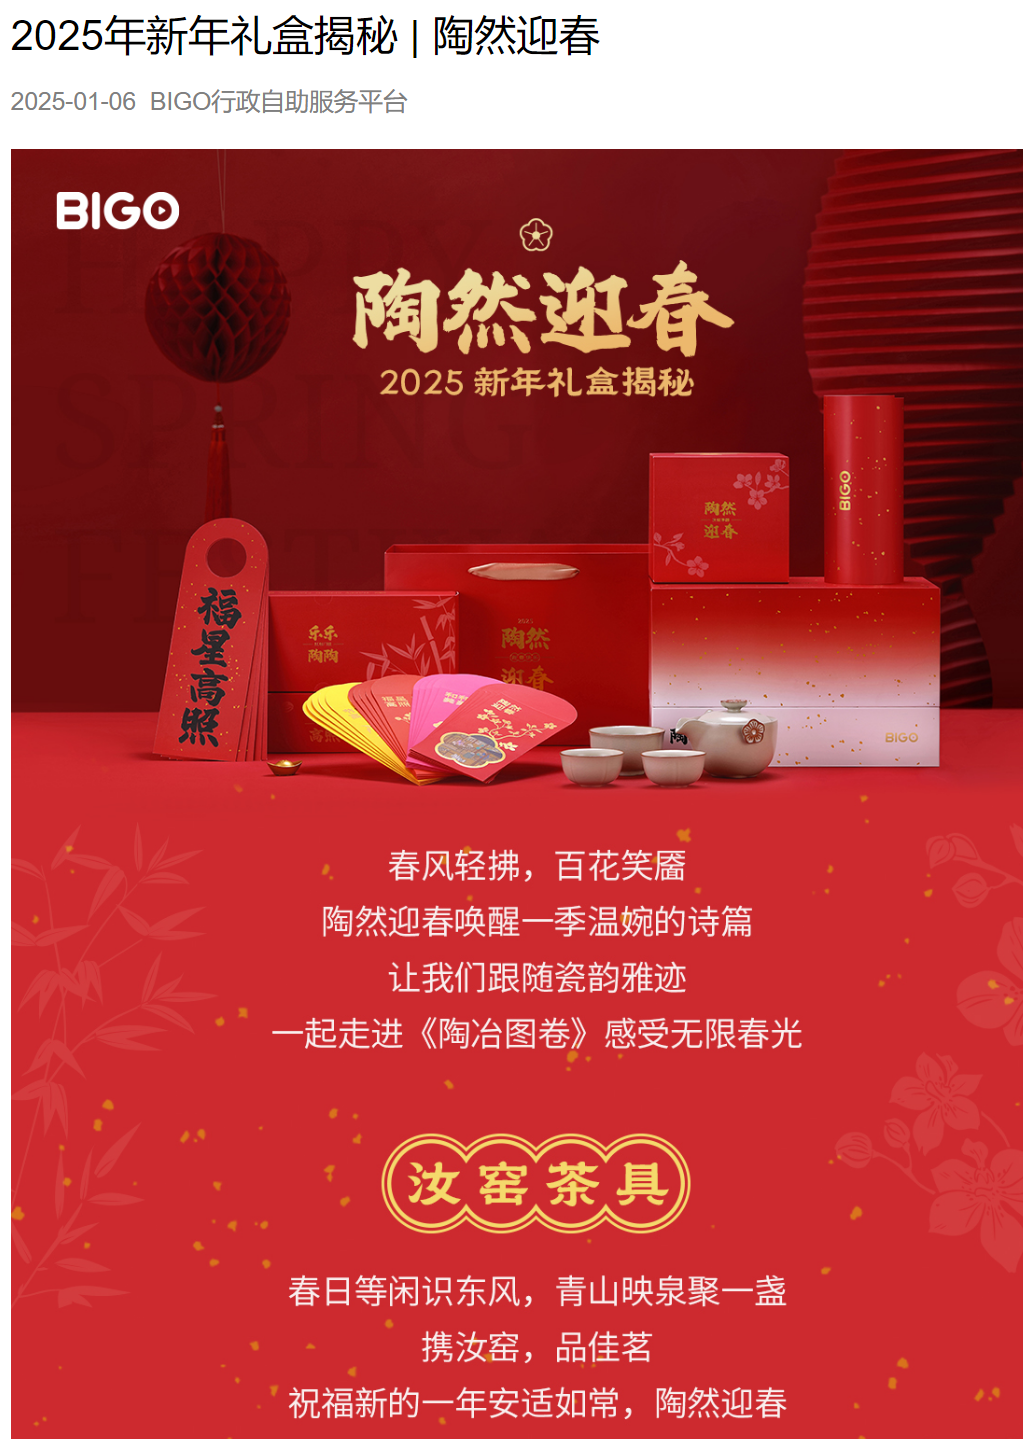 2025年新年礼盒揭秘 | 陶然迎春
2025-01-06 BIGO行政自助服务平台
BIGO
HAPPY
SPRING
陶然迎春
2025 新年礼盒揭秘
福星高照
乐乐
陶陶
陶然
迎春
陶然
迎春
BIGO
BIGO
陶
春风轻拂，百花笑靥
陶然迎春唤醒一季温婉的诗篇
让我们跟随瓷韵雅迹
一起走进《陶冶图卷》感受无限春光
汝窑茶具
春日等闲识东风，青山映泉聚一盏
携汝窑，品佳茗
祝福新的一年安适如常，陶然迎春